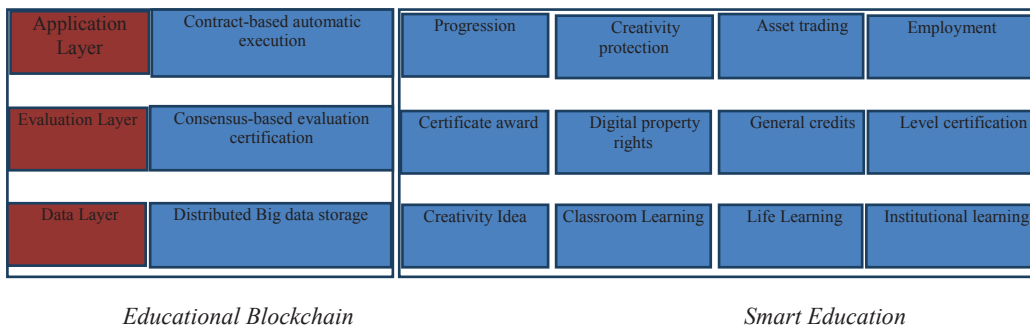 Application
Layer
Contract-based automatic
execution
Progression
Creativity
protection
Asset trading
Employment
Evaluation Layer
Consensus-based evaluation
certification
Certificate award
Digital property
rights
General credits
Level certification
Data Layer
Distributed Big data storage
Creativity Idea
Classroom Learning
Life Learning
Institutional learning
Educational Blockchain
Smart Education